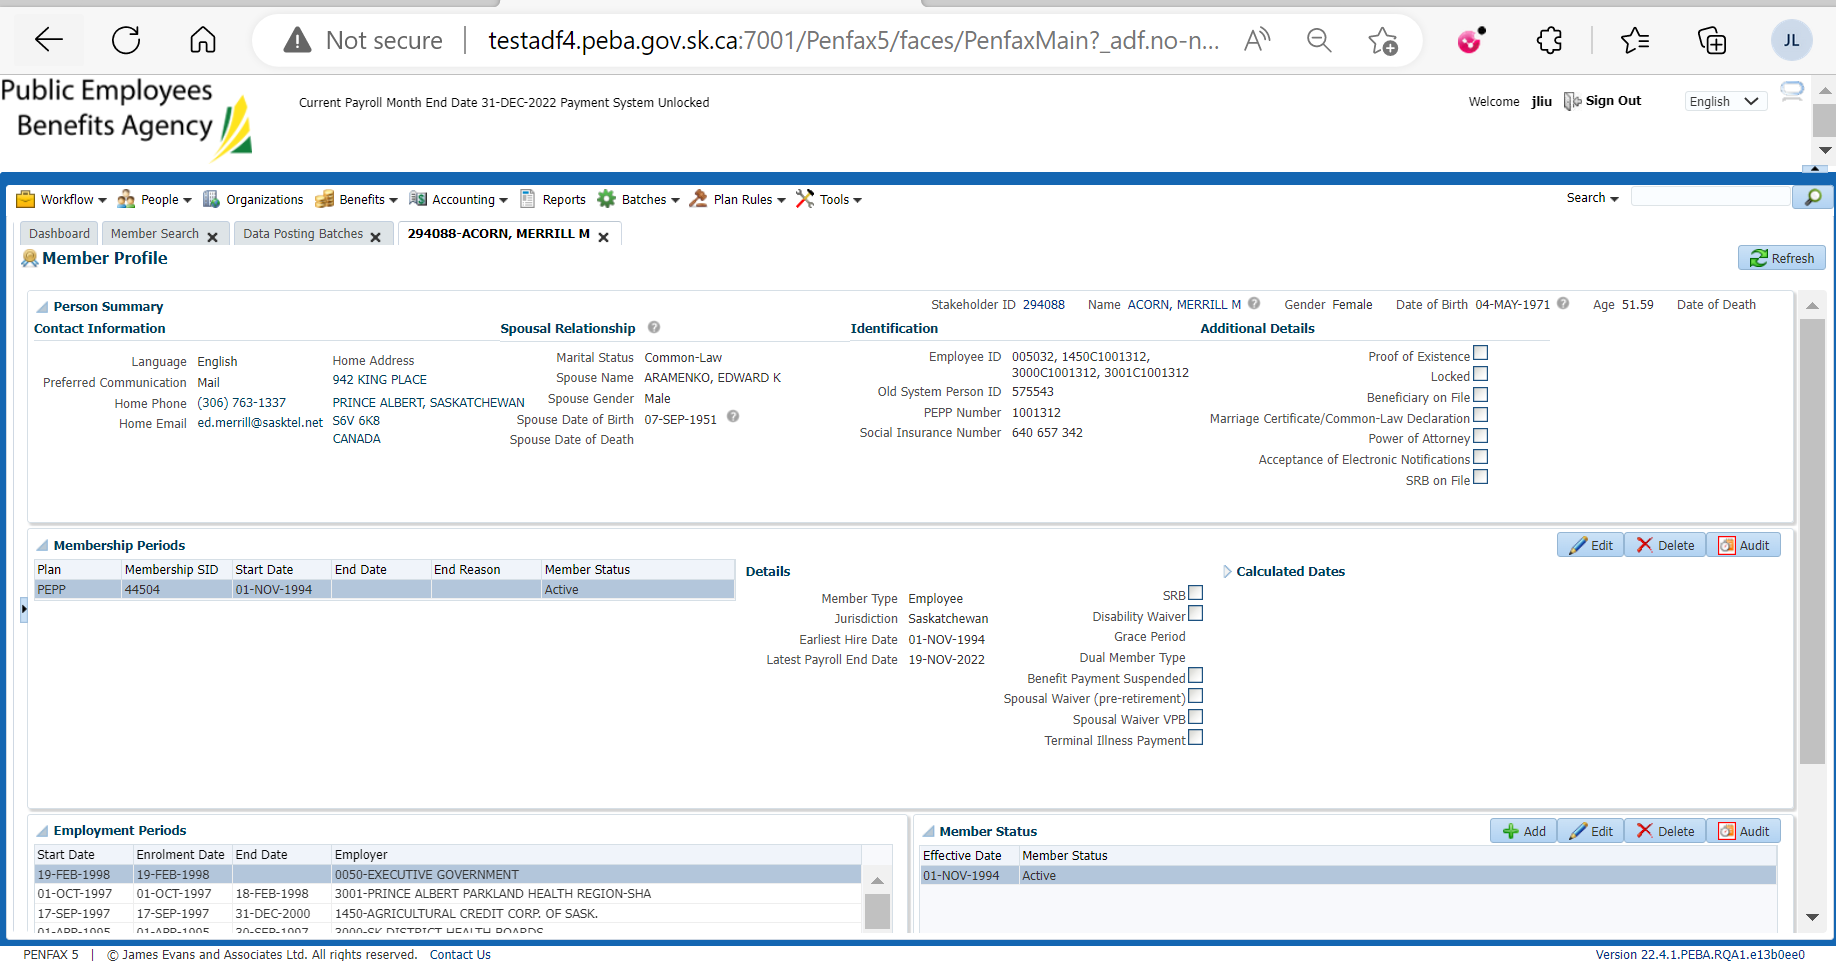 Not secure | testadf4.peba.gov.sk.ca:7001/Penfax5/faces/PenfaxMain?_adf.no-n...
JL
Public Employees
Benefits Agency
Current Payroll Month End Date 31-DEC-2022 Payment System Unlocked
Welcome jliu Sign Out English
Workflow People Organizations Benefits Accounting Reports Batches Plan Rules Tools Search
Dashboard Member Search Data Posting Batches 294088-ACORN, MERRILL M
Member Profile
Refresh
Person Summary
Stakeholder ID 294088 Name ACORN, MERRILL M Gender Female Date of Birth 04-MAY-1971 Age 51.59 Date of Death
Contact Information
Language English
Preferred Communication Mail
Home Phone (306) 763-1337
Home Email ed.merrill@sasktel.net
Home Address
942 KING PLACE
PRINCE ALBERT, SASKATCHEWAN
S6V 6K8
CANADA
Spousal Relationship
Marital Status Common-Law
Spouse Name ARAMENKO, EDWARD K
Spouse Gender Male
Spouse Date of Birth 07-SEP-1951
Spouse Date of Death
Identification
Employee ID 005032, 1450C1001312,
3000C1001312, 3001C1001312
Old System Person ID 575543
PEPP Number 1001312
Social Insurance Number 640 657 342
Additional Details
Proof of Existence
Locked
Beneficiary on File
Marriage Certificate/Common-Law Declaration
Power of Attorney
Acceptance of Electronic Notifications
SRB on File
Membership Periods
Edit Delete Audit
Plan Membership SID Start Date End Date End Reason Member Status
PEPP 44504 01-NOV-1994 Active
Details
Member Type Employee
Jurisdiction Saskatchewan
Earliest Hire Date 01-NOV-1994
Latest Payroll End Date 19-NOV-2022
SRB
Disability Waiver
Grace Period
Dual Member Type
Benefit Payment Suspended
Spousal Waiver (pre-retirement)
Spousal Waiver VPB
Terminal Illness Payment
Calculated Dates
Employment Periods
Start Date Enrolment Date End Date Employer
19-FEB-1998 19-FEB-1998 0050-EXECUTIVE GOVERNMENT
01-OCT-1997 01-OCT-1997 18-FEB-1998 3001-PRINCE ALBERT PARKLAND HEALTH REGION-SHA
17-SEP-1997 17-SEP-1997 31-DEC-2000 1450-AGRICULTURAL CREDIT CORP. OF SASK.
01-APR-1995 01-APR-1995 30-SEP-1997 3000-SK DISTRICT HEALTH BOARDS
Member Status
Add Edit Delete Audit
Effective Date Member Status
01-NOV-1994 Active
PENFAX 5 | © James Evans and Associates Ltd. All rights reserved. Contact Us
Version 22.4.1.PEBA.RQA1.e13b0ee0